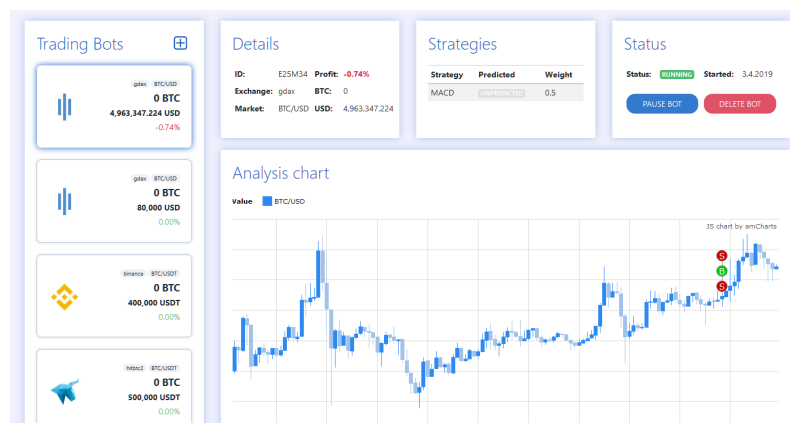 Trading Bots
gdax BTC/USD
0 BTC
4,963,347.224 USD
-0.74%
gdax BTC/USD
0 BTC
80,000 USD
0.00%
binance BTC/USDT
0 BTC
400,000 USDT
0.00%
hitbtc2 BTC/USDT
0 BTC
500,000 USDT
0.00%
Details
ID: E25M34 Profit: -0.74%
Exchange: gdax BTC: 0
Market: BTC/USD USD: 4,963,347.224
Strategies
Strategy Predicted Weight
MACD UNPREDICTED 0.5
Status
Status: RUNNING Started: 3.4.2019
PAUSE BOT DELETE BOT
Analysis chart
Value BTC/USD
JS chart by amCharts
S
B
S